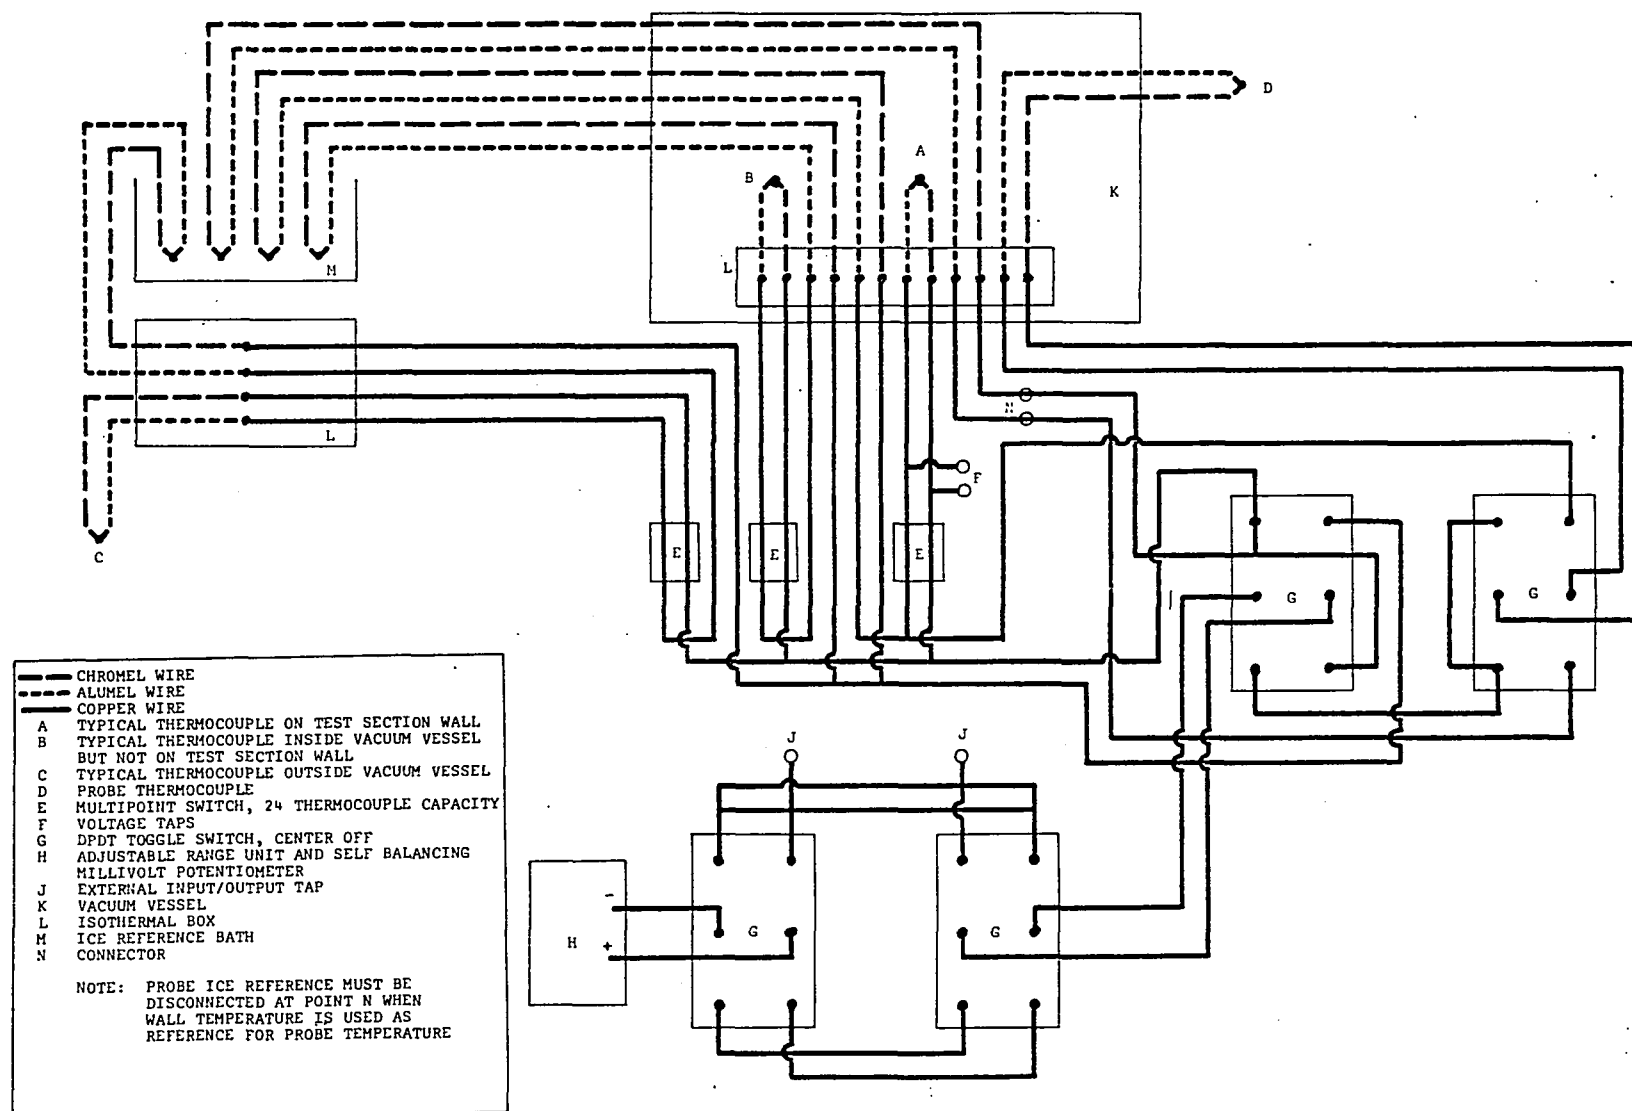 D
A
B
K
L
M
N
L
F
C
E
E
E
G
G
CHROMEL WIRE
ALUMEL WIRE
COPPER WIRE
A TYPICAL THERMOCOUPLE ON TEST SECTION WALL
B TYPICAL THERMOCOUPLE INSIDE VACUUM VESSEL
BUT NOT ON TEST SECTION WALL
C TYPICAL THERMOCOUPLE OUTSIDE VACUUM VESSEL
D PROBE THERMOCOUPLE
E MULTIPOINT SWITCH, 24 THERMOCOUPLE CAPACITY
F VOLTAGE TAPS
G DPDT TOGGLE SWITCH, CENTER OFF
H ADJUSTABLE RANGE UNIT AND SELF BALANCING
MILLIVOLT POTENTIOMETER
J EXTERNAL INPUT/OUTPUT TAP
K VACUUM VESSEL
L ISOTHERMAL BOX
M ICE REFERENCE BATH
N CONNECTOR
NOTE: PROBE ICE REFERENCE MUST BE
DISCONNECTED AT POINT N WHEN
WALL TEMPERATURE IS USED AS
REFERENCE FOR PROBE TEMPERATURE
J
J
-
H
+
G
G